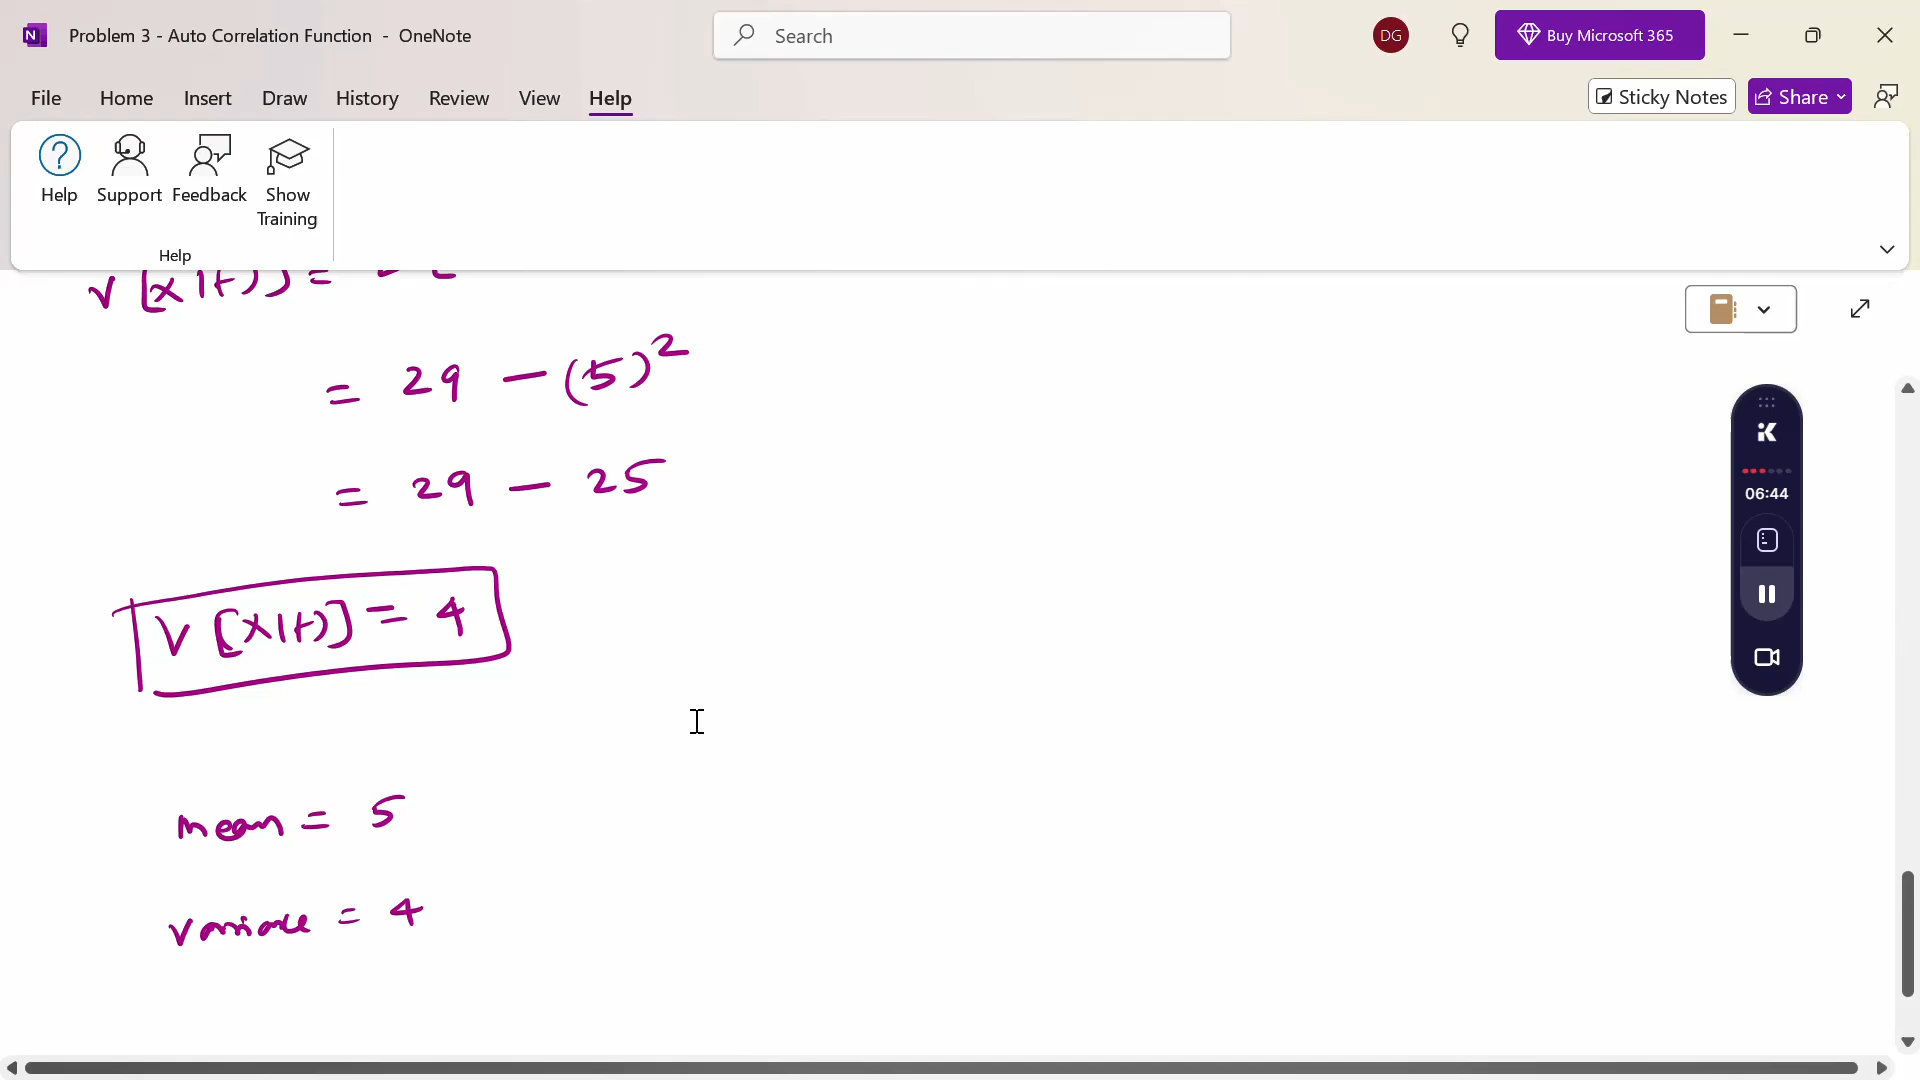 Problem 3 - Auto Correlation Function - OneNote
Search
DG
Buy Microsoft 365
File Home Insert Draw History Review View Help
Sticky Notes
Share
Help
Support
Feedback
Show Training
Help
V [X(t)] =
= 29 - (5)²
= 29 - 25
V [X(t)] = 4
mean = 5
variance = 4
06:44